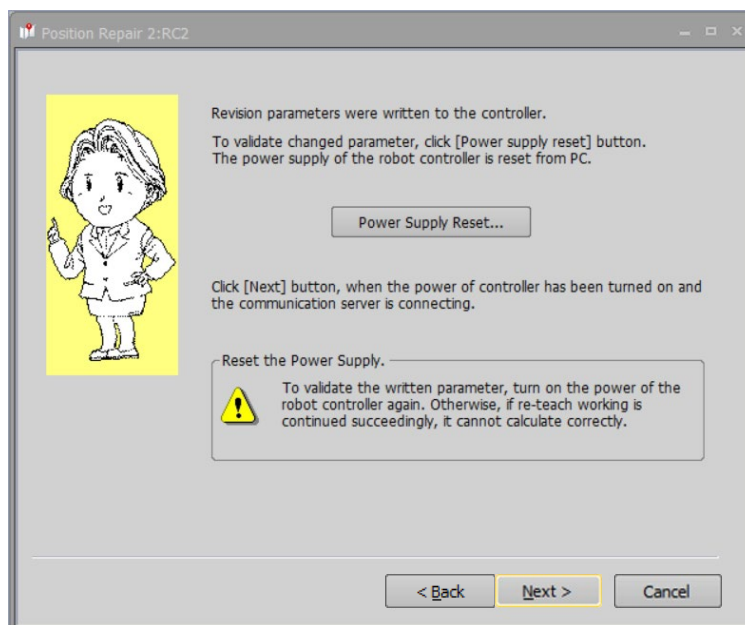 Position Repair 2:RC2
Revision parameters were written to the controller.
To validate changed parameter, click [Power supply reset] button.
The power supply of the robot controller is reset from PC.
Power Supply Reset...
Click [Next] button, when the power of controller has been turned on and
the communication server is connecting.
Reset the Power Supply.
To validate the written parameter, turn on the power of the
robot controller again. Otherwise, if re-teach working is
continued succeedingly, it cannot calculate correctly.
< Back
Next >
Cancel